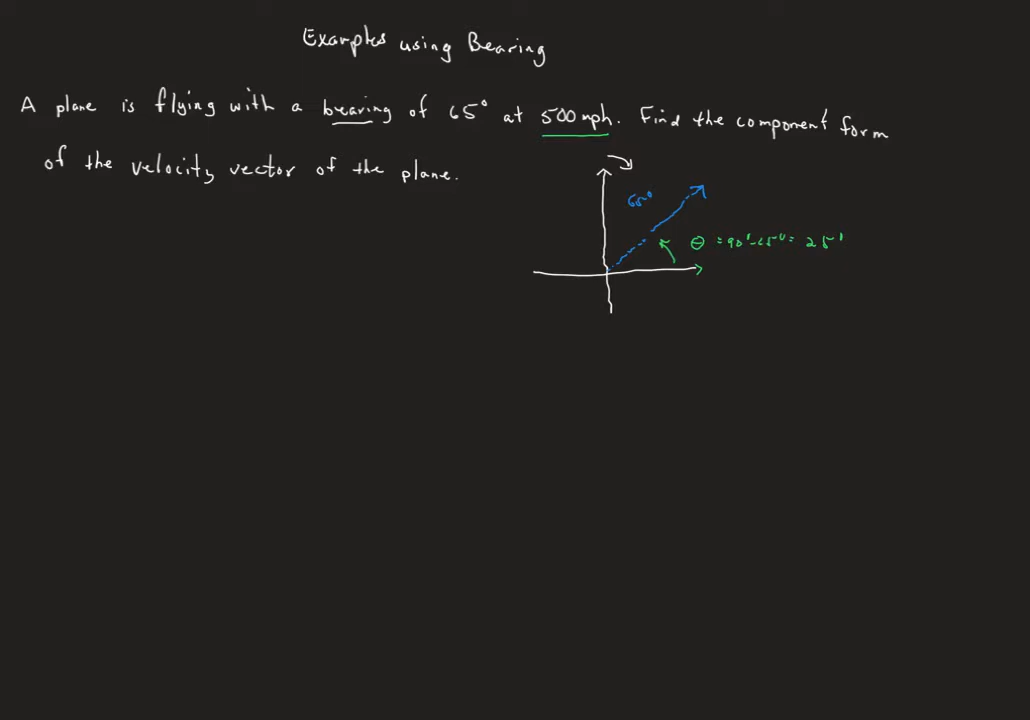 Examples using Bearing
A plane is flying with a bearing of 65° at 500 mph. Find the component form
of the velocity vector of the plane.
65°
θ = 90°-65° = 25°